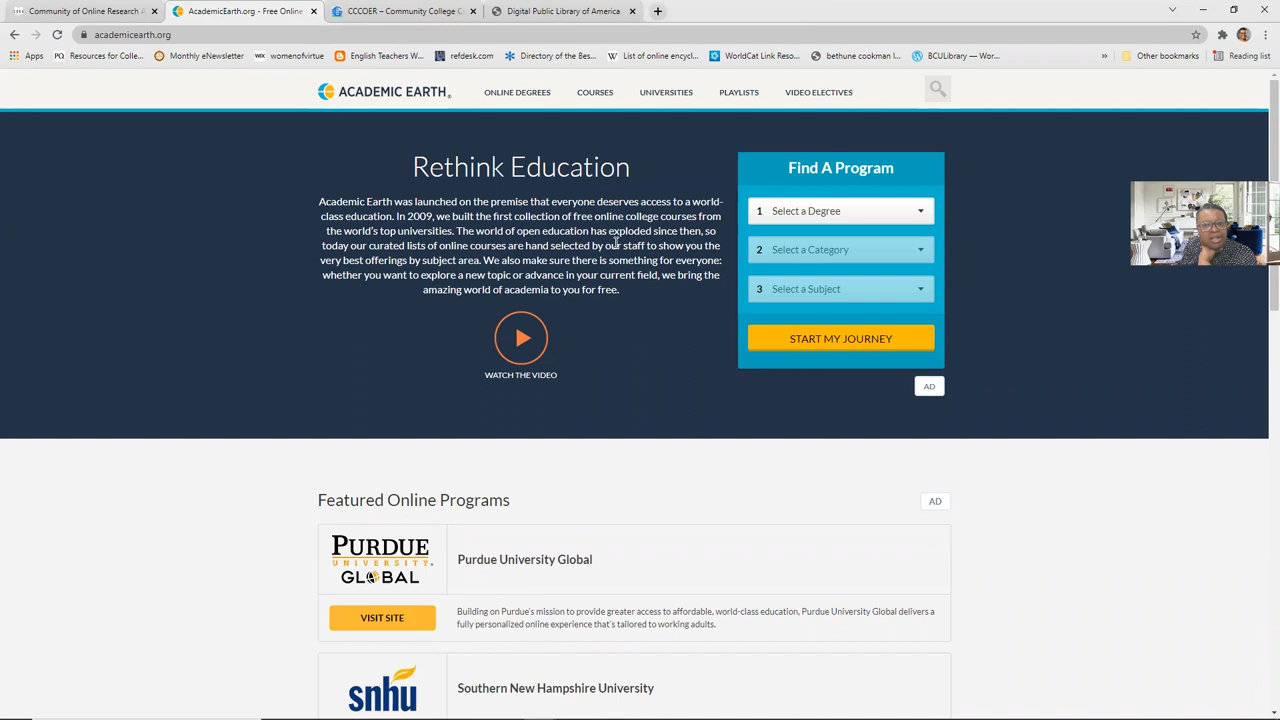 Community of Online Research A
AcademicEarth.org - Free Online
CCCOER – Community College C
Digital Public Library of America
academicearth.org
Apps
Resources for Colle...
Monthly eNewsletter
womenofvirtue
English Teachers W...
refdesk.com
Directory of the Bes...
List of online encycl...
WorldCat Link Reso...
bethune cookman l...
BCULibrary — Wor...
Other bookmarks
Reading list
ACADEMIC EARTH
ONLINE DEGREES
COURSES
UNIVERSITIES
PLAYLISTS
VIDEO ELECTIVES
Rethink Education
Academic Earth was launched on the premise that everyone deserves access to a world-
class education. In 2009, we built the first collection of free online college courses from
the world's top universities. The world of open education has exploded since then, so
today our curated lists of online courses are hand selected by our staff to show you the
very best offerings by subject area. We also make sure there is something for everyone:
whether you want to explore a new topic or advance in your current field, we bring the
amazing world of academia to you for free.
WATCH THE VIDEO
Find A Program
1 Select a Degree
2 Select a Category
3 Select a Subject
START MY JOURNEY
AD
Featured Online Programs
AD
PURDUE
UNIVERSITY
GLOBAL
Purdue University Global
VISIT SITE
Building on Purdue's mission to provide greater access to affordable, world-class education, Purdue University Global delivers a
fully personalized online experience that's tailored to working adults.
snhu
Southern New Hampshire University